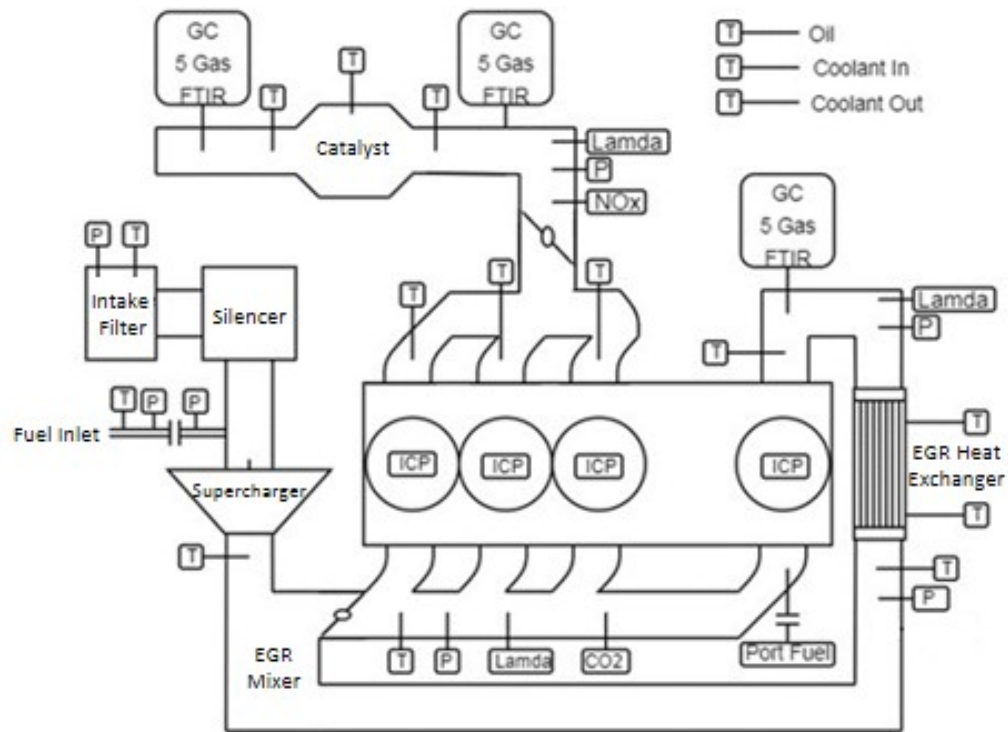 GC
5 Gas
FTIR
GC
5 Gas
FTIR
T
Oil
T
Coolant In
T
Coolant Out
T
T
T
Catalyst
Lamda
P
NOx
GC
5 Gas
FTIR
P
T
Intake
Filter
Silencer
T
T
T
Lamda
P
T
T
P
P
Fuel Inlet
ICP
ICP
ICP
ICP
T
EGR Heat
Exchanger
T
Supercharger
T
T
P
EGR
Mixer
T
P
Lamda
CO2
Port Fuel